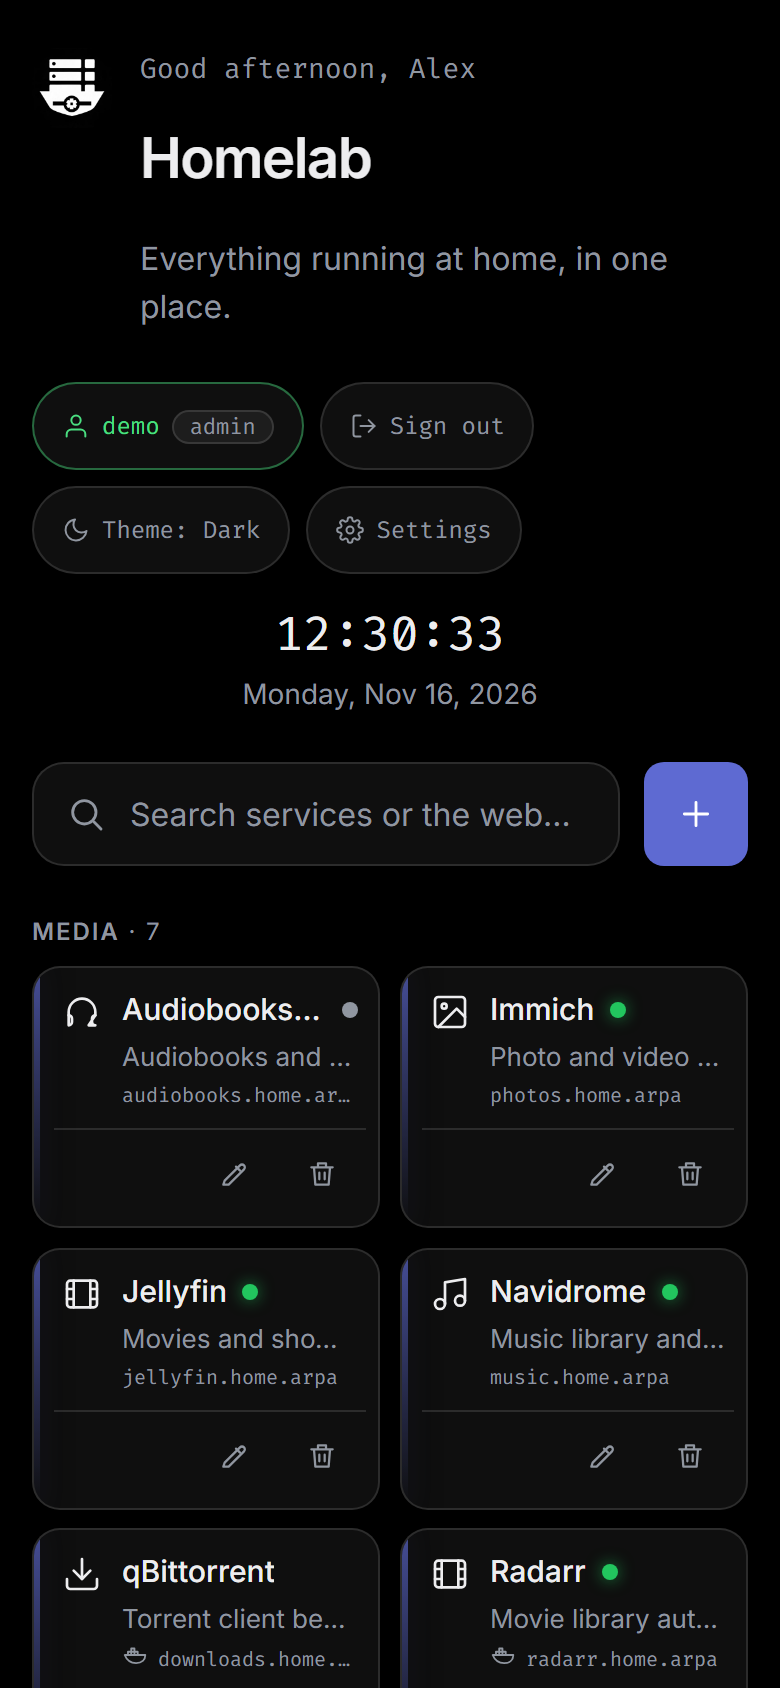 Good afternoon, Alex
Homelab
Everything running at home, in one
place.
demo admin
Sign out
Theme: Dark
Settings
12:30:33
Monday, Nov 16, 2026
Search services or the web...
MEDIA · 7
Audiobooks...
Audiobooks and ...
audiobooks.home.ar…
Immich
Photo and video ...
photos.home.arpa
Jellyfin
Movies and sho...
jellyfin.home.arpa
Navidrome
Music library and...
music.home.arpa
qBittorrent
Torrent client be...
downloads.home.…
Radarr
Movie library aut...
radarr.home.arpa